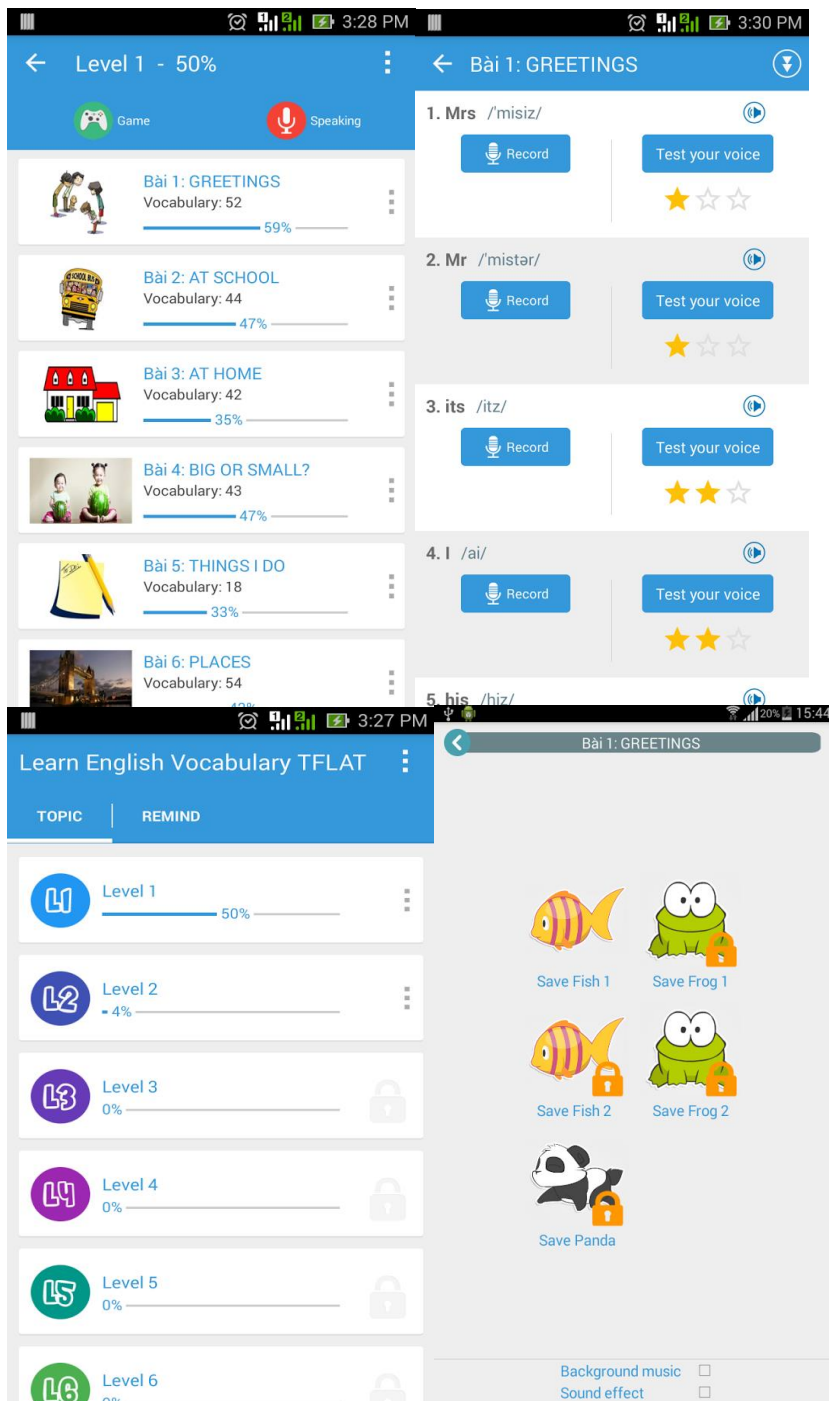 3:28 PM
Level 1 - 50%
Game
Speaking
Bài 1: GREETINGS
Vocabulary: 52
59%
Bài 2: AT SCHOOL
Vocabulary: 44
47%
Bài 3: AT HOME
Vocabulary: 42
35%
Bài 4: BIG OR SMALL?
Vocabulary: 43
47%
Bài 5: THINGS I DO
Vocabulary: 18
33%
Bài 6: PLACES
Vocabulary: 54
3:30 PM
Bài 1: GREETINGS
1. Mrs /'misiz/
Record
Test your voice
2. Mr /'mistər/
Record
Test your voice
3. its /itz/
Record
Test your voice
4. I /ai/
Record
Test your voice
5. his /hiz/
3:27 PM
Learn English Vocabulary TFLAT
TOPIC
REMIND
L1
Level 1
50%
L2
Level 2
4%
L3
Level 3
0%
L4
Level 4
0%
L5
Level 5
0%
L6
Level 6
20% 15:44
Bài 1: GREETINGS
Save Fish 1
Save Frog 1
Save Fish 2
Save Frog 2
Save Panda
Background music
Sound effect